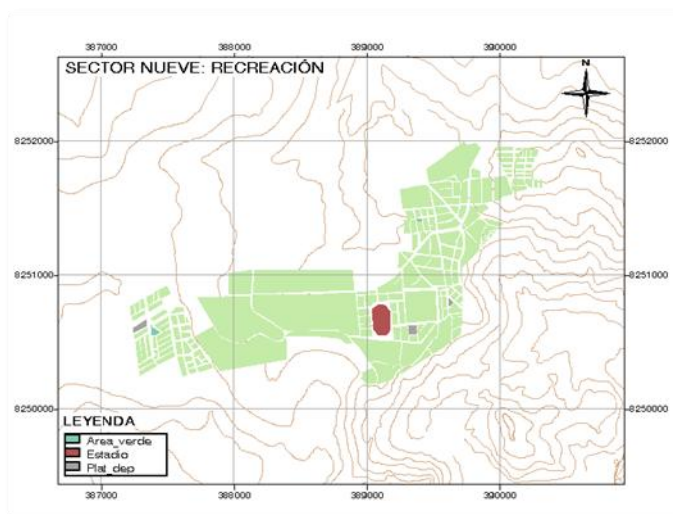 387000 388000 389000 390000
SECTOR NUEVE: RECREACIÓN
N
8252000 8252000
8251000 8251000
8250000 8250000
LEYENDA
Area_verde
Estadio
Plat_dep
387000 388000 389000 390000